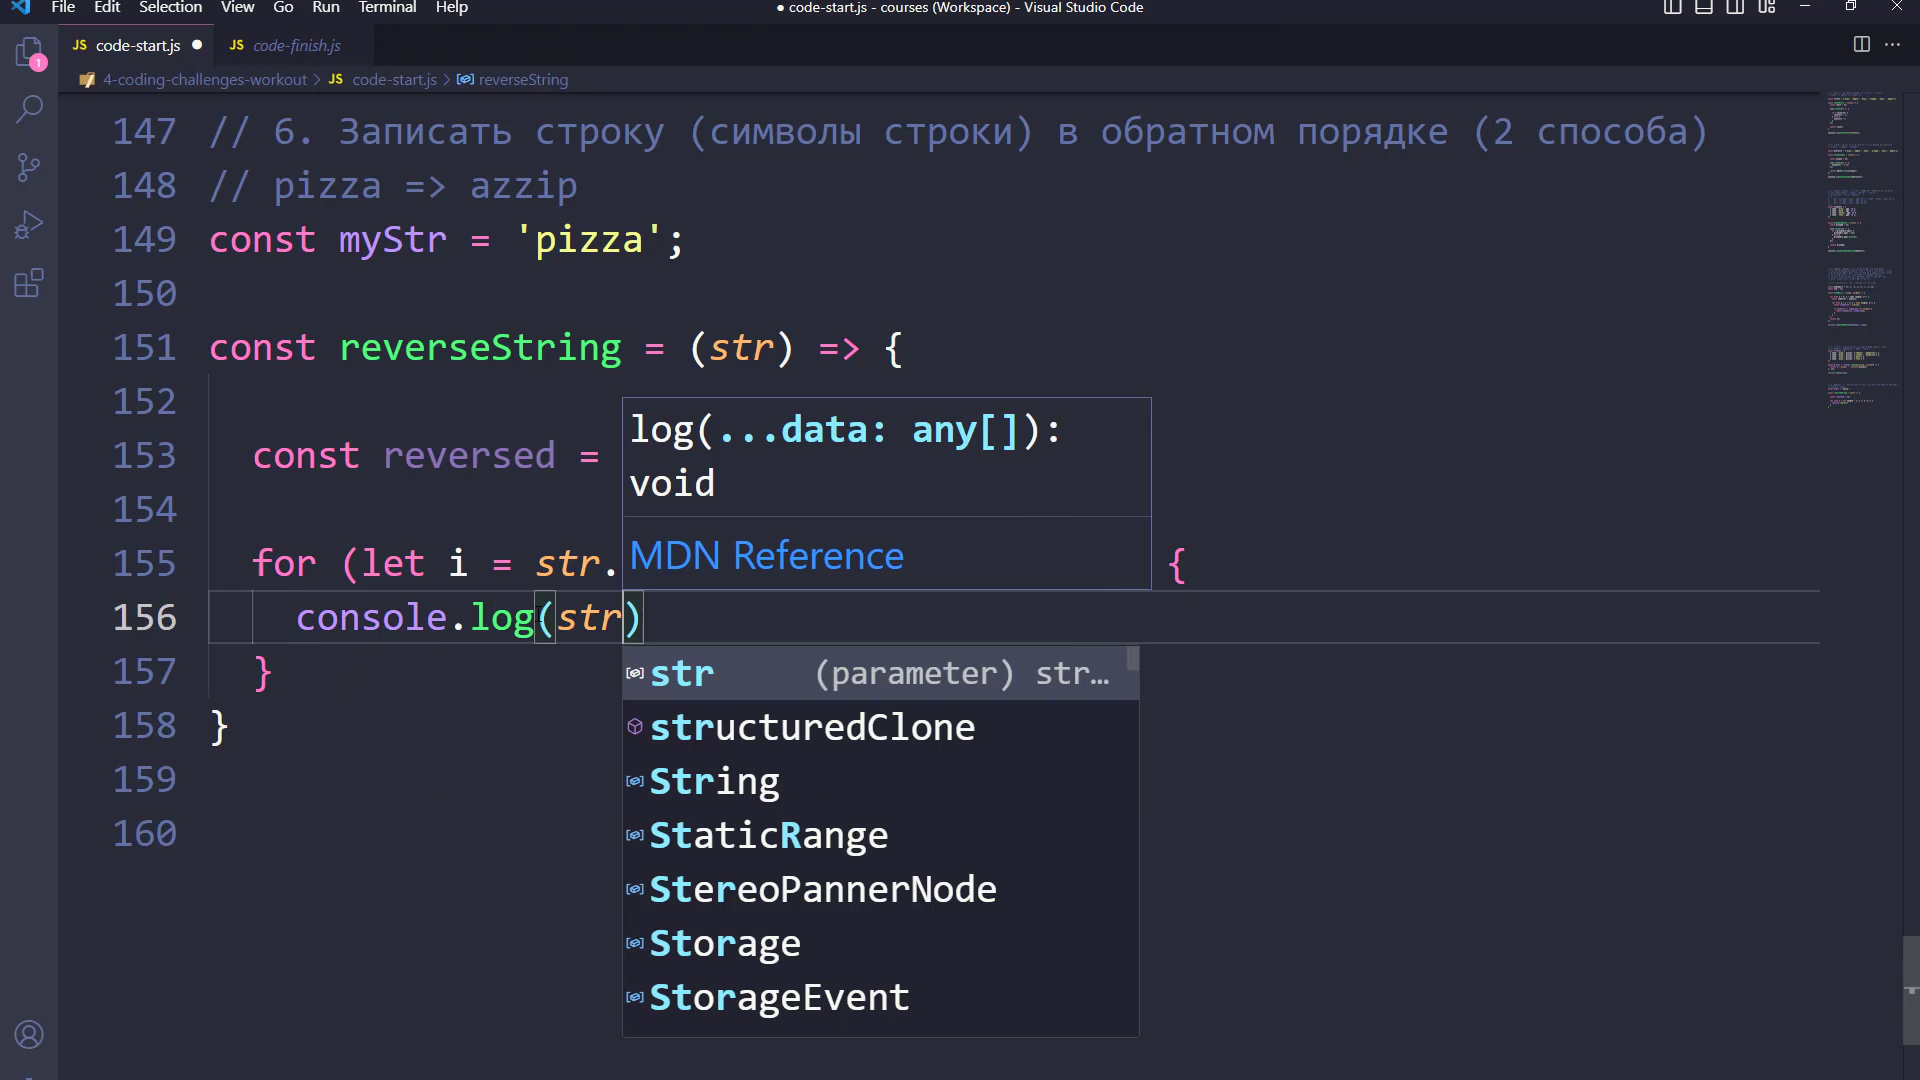 File Edit Selection View Go Run Terminal Help
● code-start.js - courses (Workspace) - Visual Studio Code
JS code-start.js ●
JS code-finish.js
1
4-coding-challenges-workout > JS code-start.js > reverseString
147 // 6. Записать строку (символы строки) в обратном порядке (2 способа)
148 // pizza => azzip
149 const myStr = 'pizza';
150
151 const reverseString = (str) => {
152
153 const reversed =
154
155 for (let i = str. {
156 console.log(str)
157 }
158 }
159
160
log(...data: any[]):
void
MDN Reference
str (parameter) str…
structuredClone
String
StaticRange
StereoPannerNode
Storage
StorageEvent